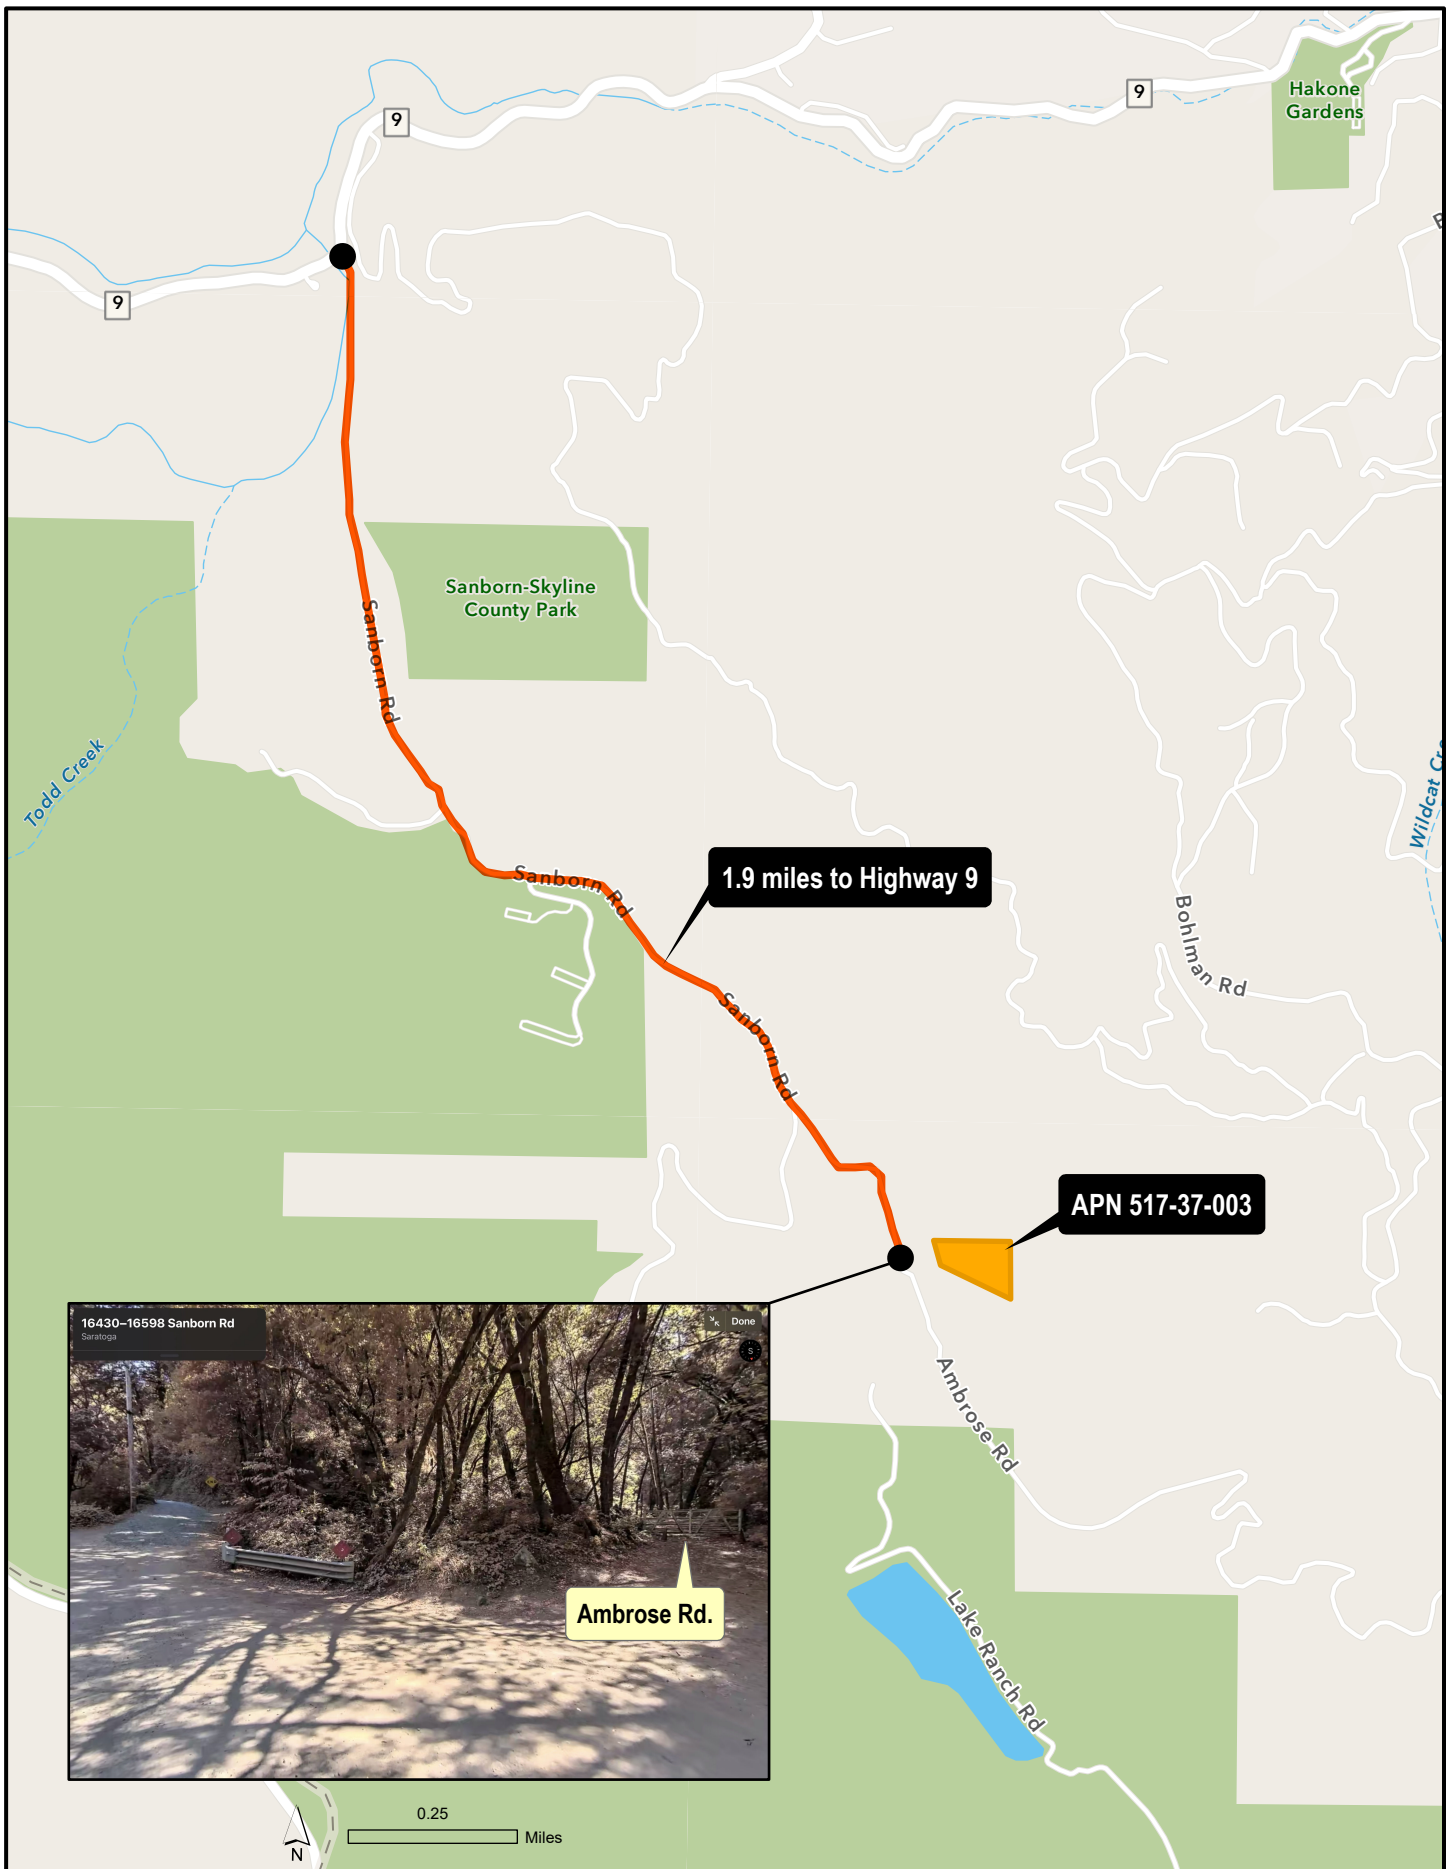 9
9
Hakone
Gardens
9
Sanborn-Skyline
County Park
Sanborn Rd
Todd Creek
Wildcat Cre
Sanborn Rd
1.9 miles to Highway 9
Bohlman Rd
Sanborn Rd
APN 517-37-003
16430–16598 Sanborn Rd
Saratoga
Done
S
Ambrose Rd
Ambrose Rd.
Lake Ranch Rd
0.25
Miles
N